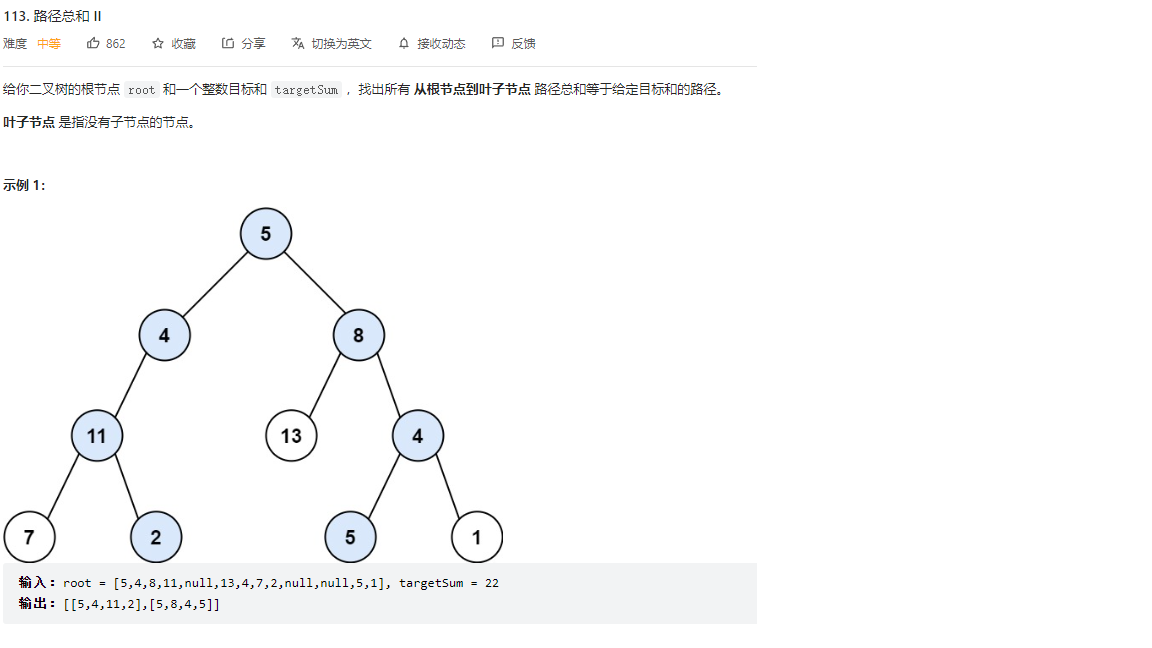 113. 路径总和 II
难度 中等 862 收藏 分享 切换为英文 接收动态 反馈
给你二叉树的根节点 root 和一个整数目标和 targetSum ，找出所有 从根节点到叶子节点 路径总和等于给定目标和的路径。
叶子节点 是指没有子节点的节点。
示例 1：
5
4 8
11 13 4
7 2 5 1
输入：root = [5,4,8,11,null,13,4,7,2,null,null,5,1], targetSum = 22
输出：[[5,4,11,2],[5,8,4,5]]